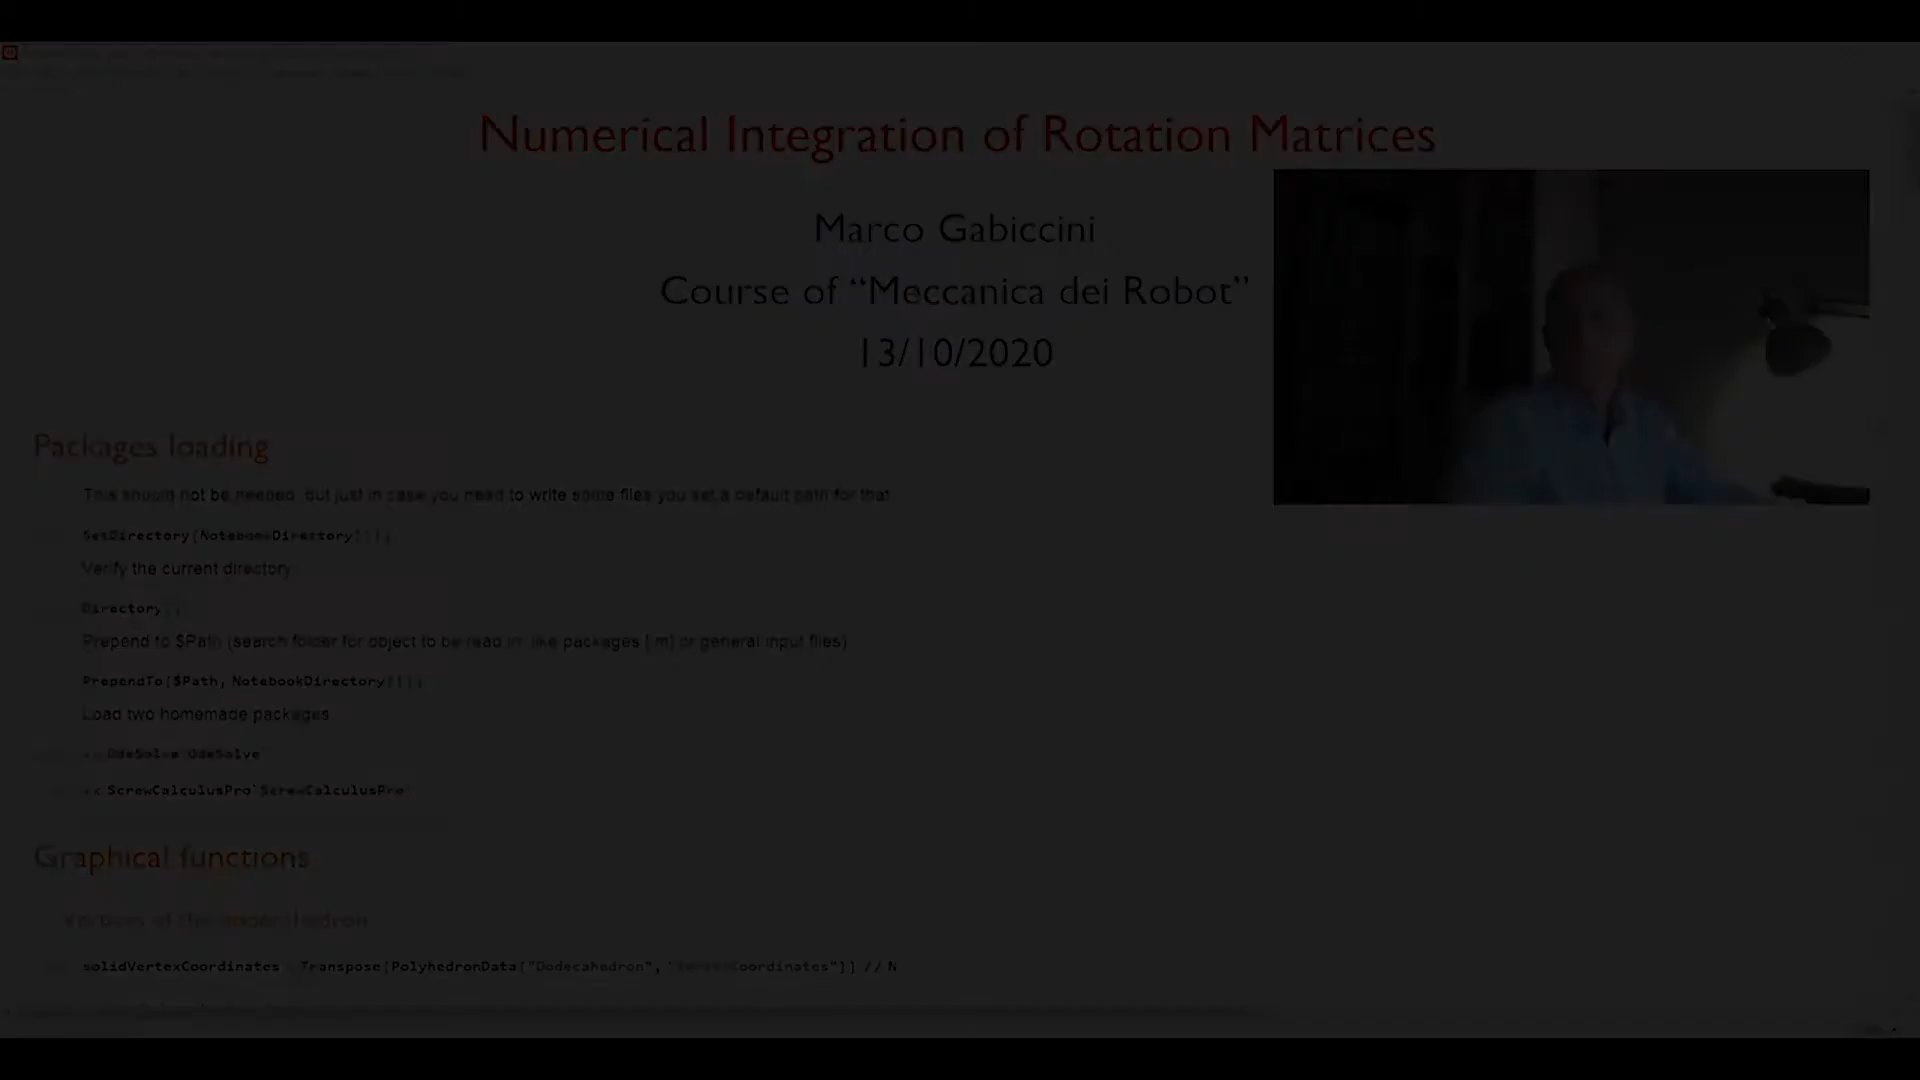 Numerical Integration of Rotation Matrices
Marco Gabiccini
Course of “Meccanica dei Robot”
13/10/2020
Packages loading
This should not be needed, but just in case you need to write some files you set a default path for that
SetDirectory[NotebookDirectory[]];
Verify the current directory
Directory[]
Prepend to $Path (search folder for object to be read in, like packages [.m] or general input files)
PrependTo[$Path, NotebookDirectory[]];
Load two homemade packages
<< OdeSolve`OdeSolve`
<< ScrewCalculusPro`ScrewCalculusPro`
Graphical functions
Vertices of the
solidVertexCoordinates = Transpose[PolyhedronData["Dodecahedron", "VertexCoordinates"]] // N